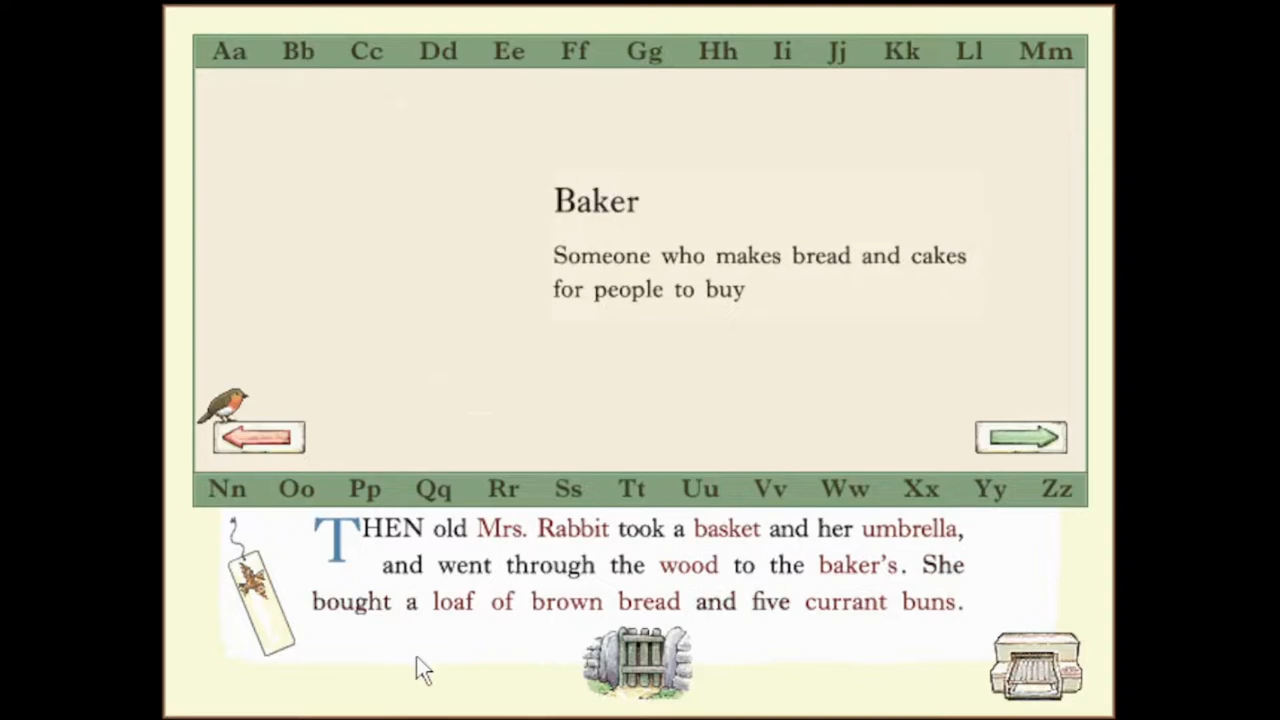 Aa Bb Cc Dd Ee Ff Gg Hh Ii Jj Kk Ll Mm
Baker
Someone who makes bread and cakes
for people to buy
Nn Oo Pp Qq Rr Ss Tt Uu Vv Ww Xx Yy Zz
THEN old Mrs. Rabbit took a basket and her umbrella,
and went through the wood to the baker's. She
bought a loaf of brown bread and five currant buns.